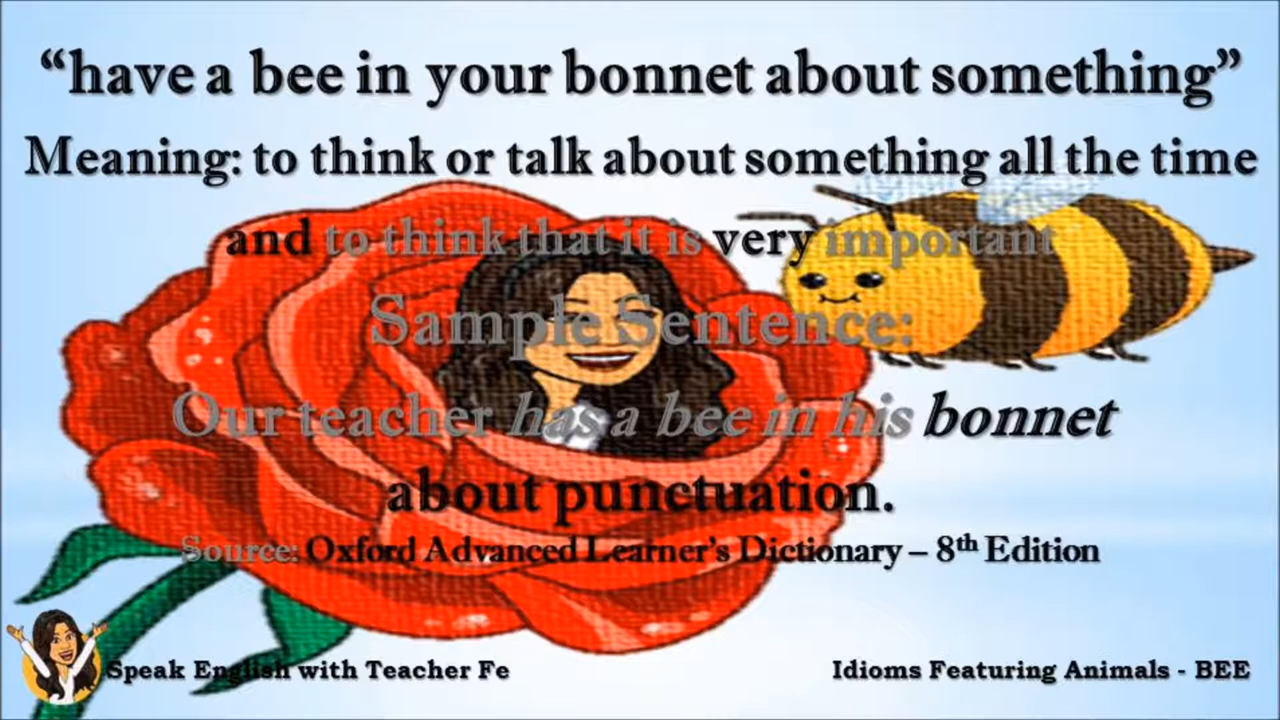 “have a bee in your bonnet about something”
Meaning: to think or talk about something all the time
and to think that it is very important
Sample Sentence:
Our teacher has a bee in his bonnet
about punctuation.
Source: Oxford Advanced Learner’s Dictionary – 8th Edition
Speak English with Teacher Fe
Idioms Featuring Animals - BEE